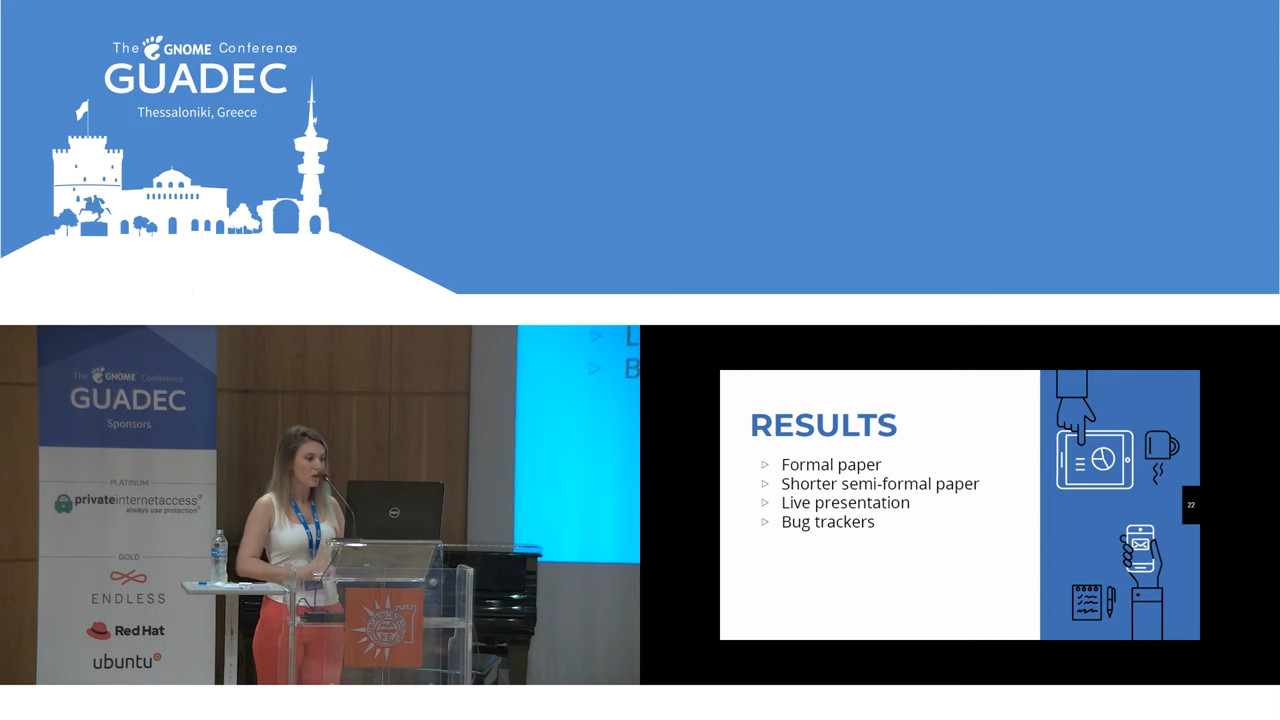 The GNOME Conference
GUADEC
Thessaloniki, Greece
The GNOME Conference
GUADEC
Sponsors
PLATINUM
privateinternetaccess®
always use protection®
GOLD
ENDLESS
Red Hat
ubuntu®
DELL
L
B
RESULTS
▷ Formal paper
▷ Shorter semi-formal paper
▷ Live presentation
▷ Bug trackers
22